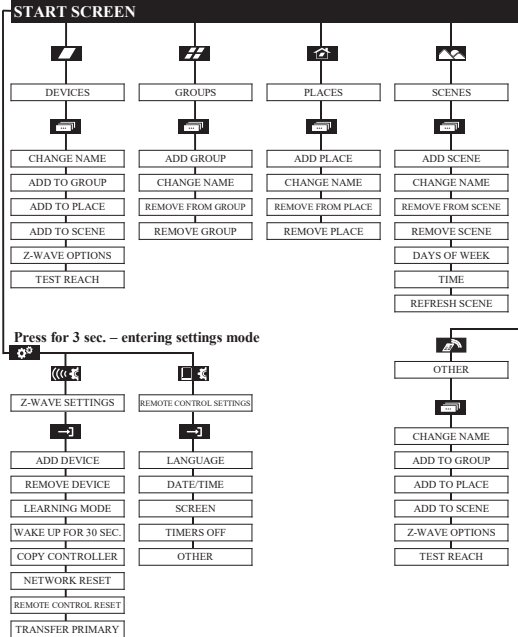 START SCREEN
DEVICES
CHANGE NAME
ADD TO GROUP
ADD TO PLACE
ADD TO SCENE
Z-WAVE OPTIONS
TEST REACH
GROUPS
ADD GROUP
CHANGE NAME
REMOVE FROM GROUP
REMOVE GROUP
PLACES
ADD PLACE
CHANGE NAME
REMOVE FROM PLACE
REMOVE PLACE
SCENES
ADD SCENE
CHANGE NAME
REMOVE FROM SCENE
REMOVE SCENE
DAYS OF WEEK
TIME
REFRESH SCENE
Press for 3 sec. – entering settings mode
Z-WAVE SETTINGS
ADD DEVICE
REMOVE DEVICE
LEARNING MODE
WAKE UP FOR 30 SEC.
COPY CONTROLLER
NETWORK RESET
REMOTE CONTROL RESET
TRANSFER PRIMARY
REMOTE CONTROL SETTINGS
LANGUAGE
DATE/TIME
SCREEN
TIMERS OFF
OTHER
OTHER
CHANGE NAME
ADD TO GROUP
ADD TO PLACE
ADD TO SCENE
Z-WAVE OPTIONS
TEST REACH